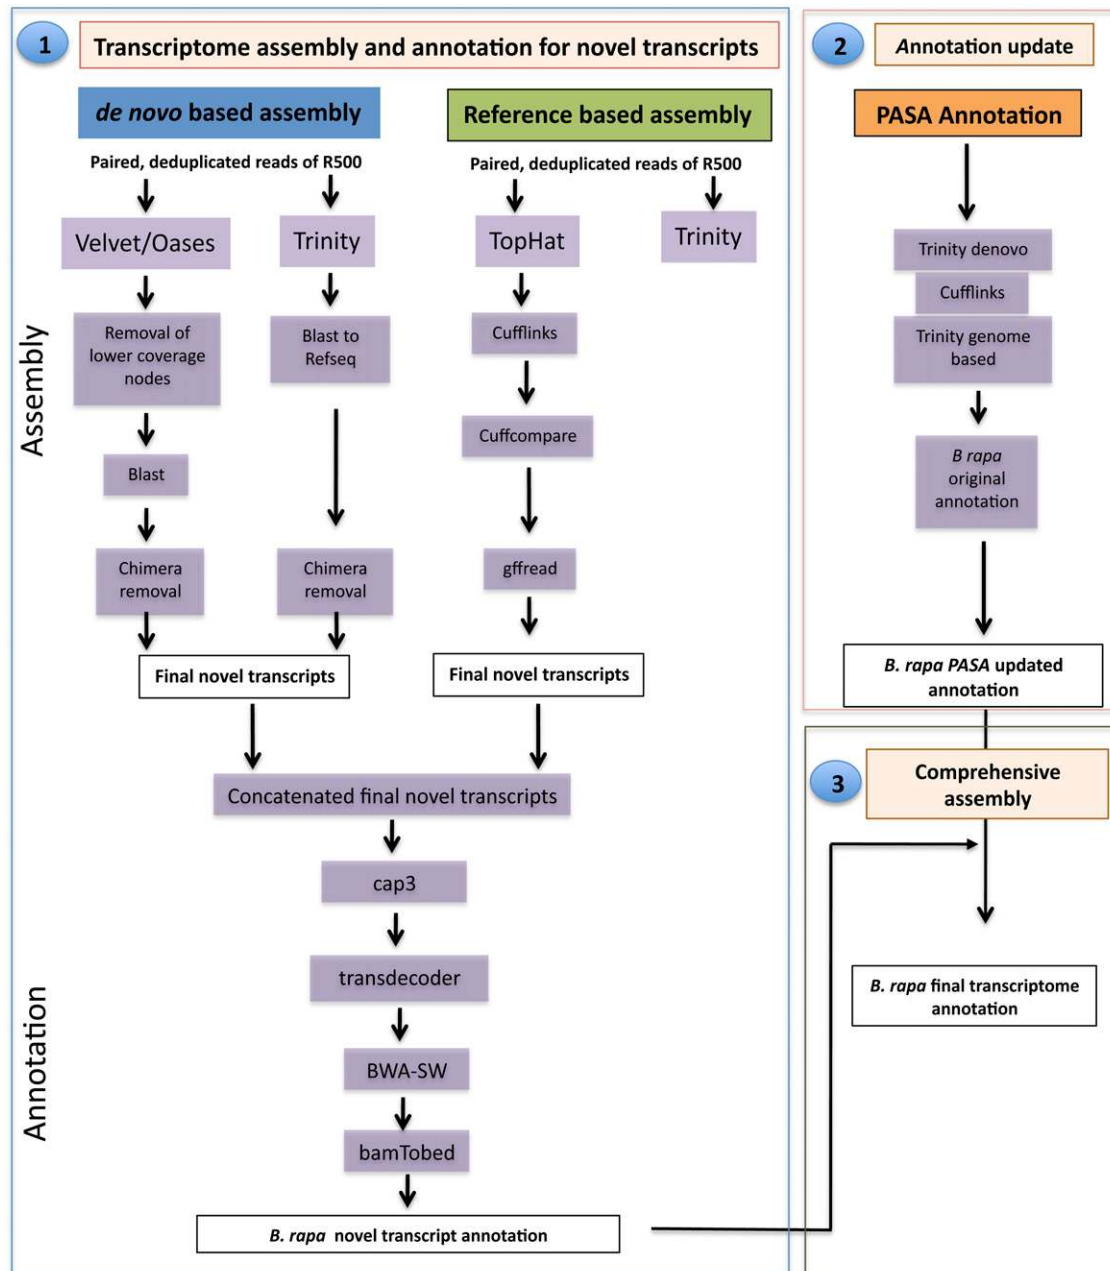 1
Transcriptome assembly and annotation for novel transcripts
de novo based assembly
Reference based assembly
Paired, deduplicated reads of R500
Paired, deduplicated reads of R500
Velvet/Oases
Trinity
TopHat
Trinity
Removal of
lower coverage
nodes
Blast to
Refseq
Cufflinks
Cuffcompare
Blast
Chimera
removal
Chimera
removal
gffread
Final novel transcripts
Final novel transcripts
Assembly
Concatenated final novel transcripts
cap3
transdecoder
BWA-SW
bamTobed
B. rapa novel transcript annotation
Annotation
2
Annotation update
PASA Annotation
Trinity denovo
Cufflinks
Trinity genome
based
B rapa
original
annotation
B. rapa PASA updated
annotation
3
Comprehensive
assembly
B. rapa final transcriptome
annotation